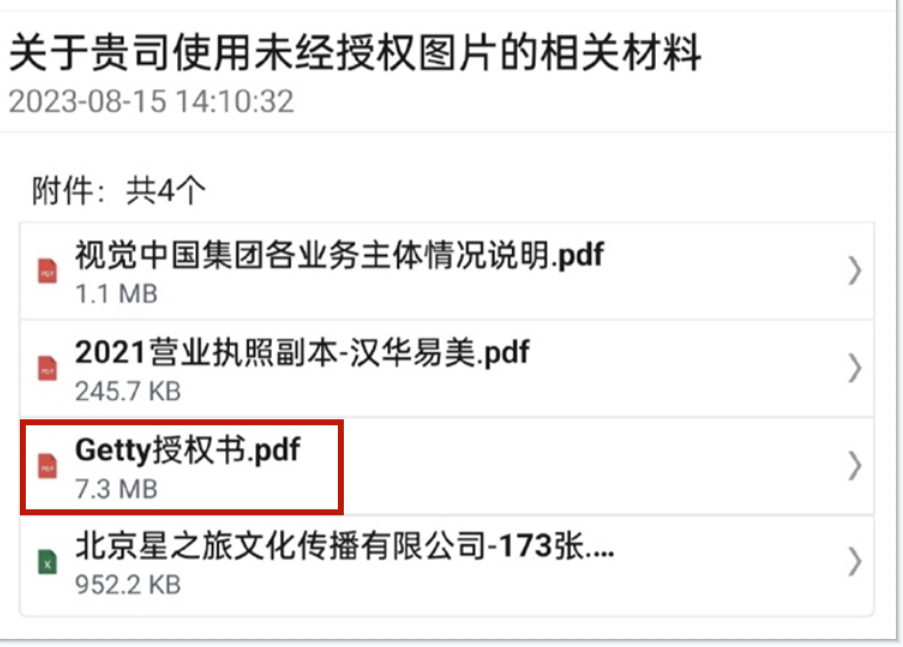 关于贵司使用未经授权图片的相关材料
2023-08-15 14:10:32
附件：共4个
PDF
视觉中国集团各业务主体情况说明.pdf
1.1 MB
PDF
2021营业执照副本-汉华易美.pdf
245.7 KB
PDF
Getty授权书.pdf
7.3 MB
X
北京星之旅文化传播有限公司-173张....
952.2 KB